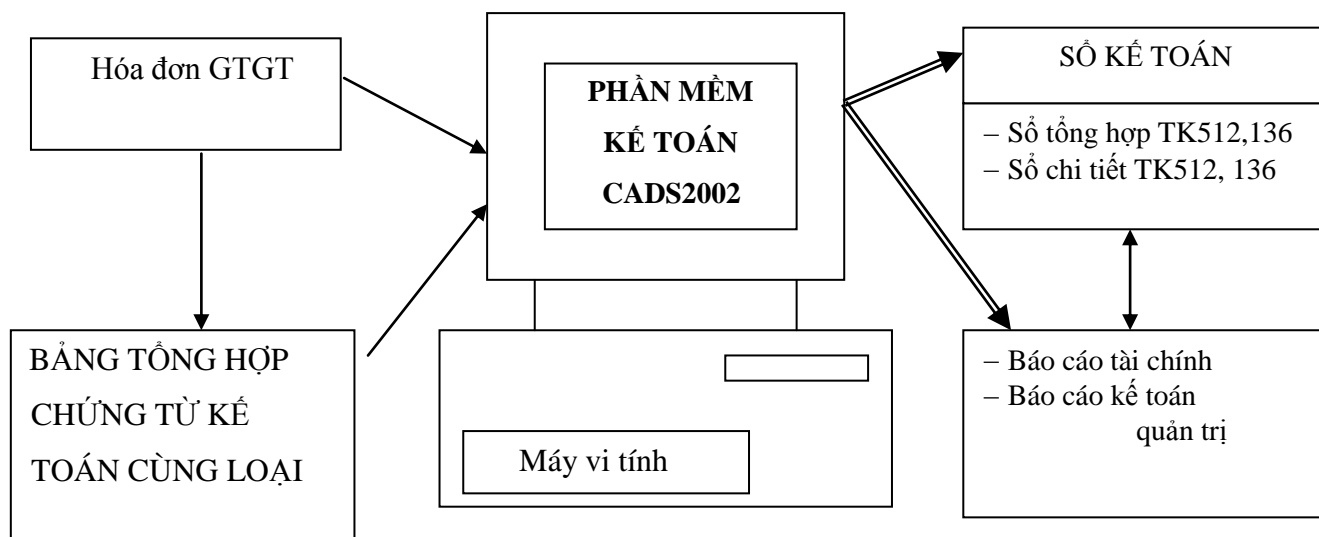 Hóa đơn GTGT
BẢNG TỔNG HỢP
CHỨNG TỪ KẾ
TOÁN CÙNG LOẠI
PHẦN MỀM
KẾ TOÁN
CADS2002
Máy vi tính
SỔ KẾ TOÁN
– Sổ tổng hợp TK512,136
– Sổ chi tiết TK512, 136
– Báo cáo tài chính
– Báo cáo kế toán
quản trị